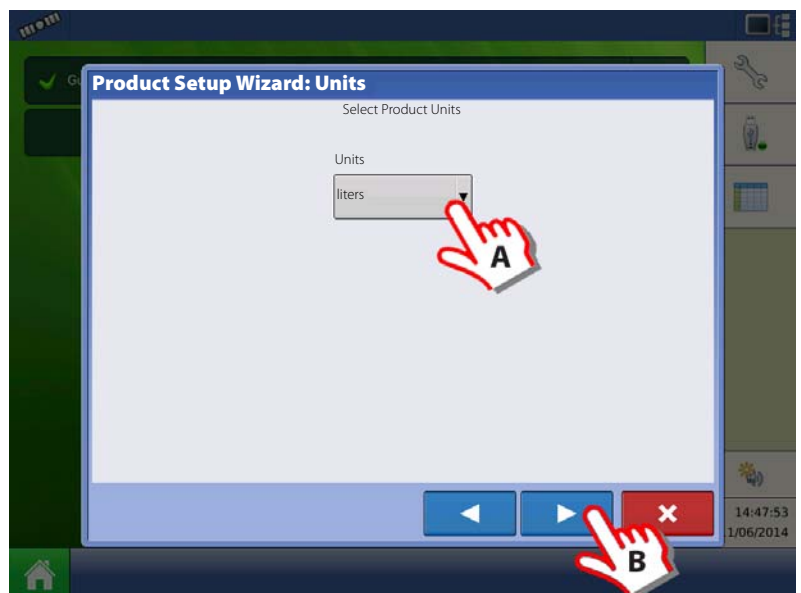 Product Setup Wizard: Units
Select Product Units
Units
liters
A
B
14:47:53
1/06/2014